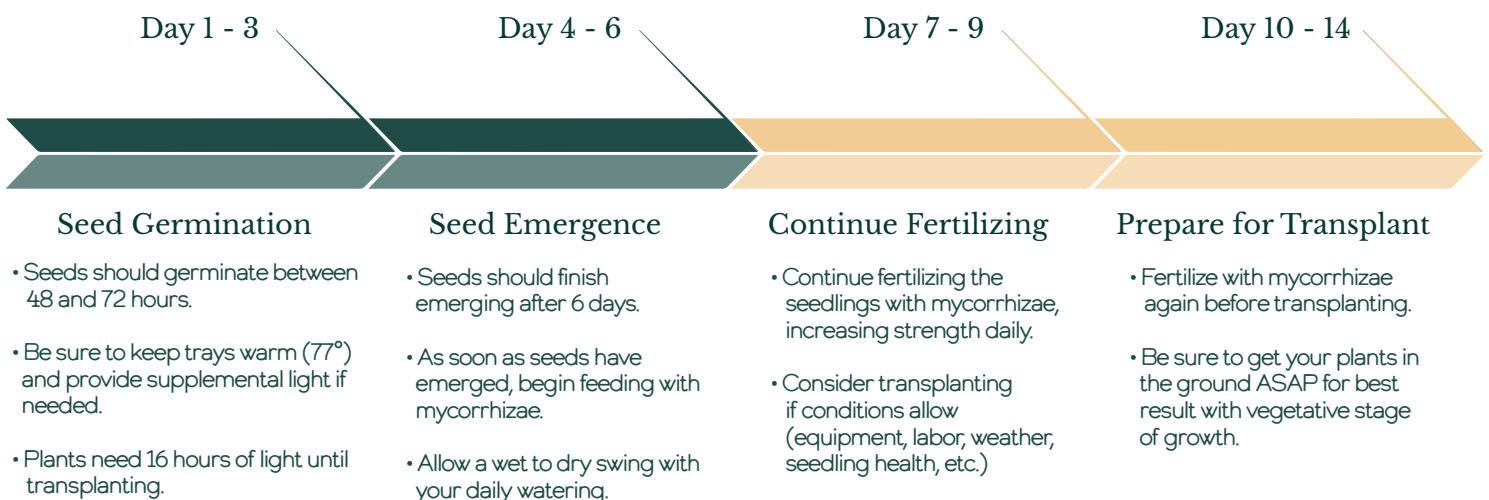 Day 1 - 3
Day 4 - 6
Day 7 - 9
Day 10 - 14
Seed Germination
• Seeds should germinate between
48 and 72 hours.
• Be sure to keep trays warm (77°)
and provide supplemental light if
needed.
• Plants need 16 hours of light until
transplanting.
Seed Emergence
• Seeds should finish
emerging after 6 days.
• As soon as seeds have
emerged, begin feeding with
mycorrhizae.
• Allow a wet to dry swing with
your daily watering.
Continue Fertilizing
• Continue fertilizing the
seedlings with mycorrhizae,
increasing strength daily.
• Consider transplanting
if conditions allow
(equipment, labor, weather,
seedling health, etc.)
Prepare for Transplant
• Fertilize with mycorrhizae
again before transplanting.
• Be sure to get your plants in
the ground ASAP for best
result with vegetative stage
of growth.